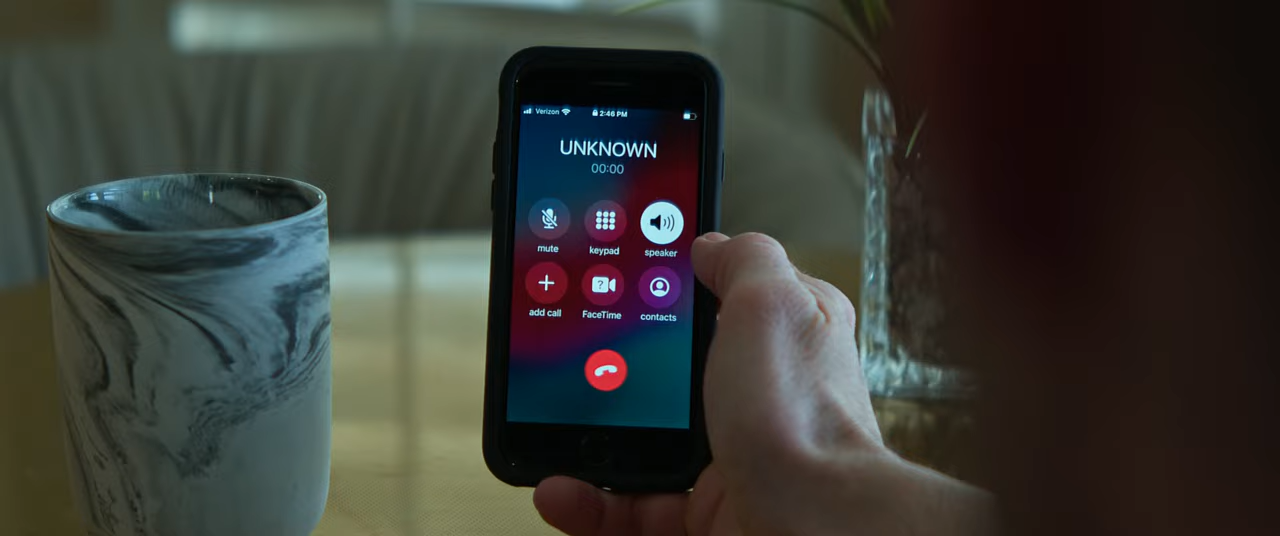 Verizon 2:46 PM
UNKNOWN
00:00
mute keypad speaker
?
add call FaceTime contacts